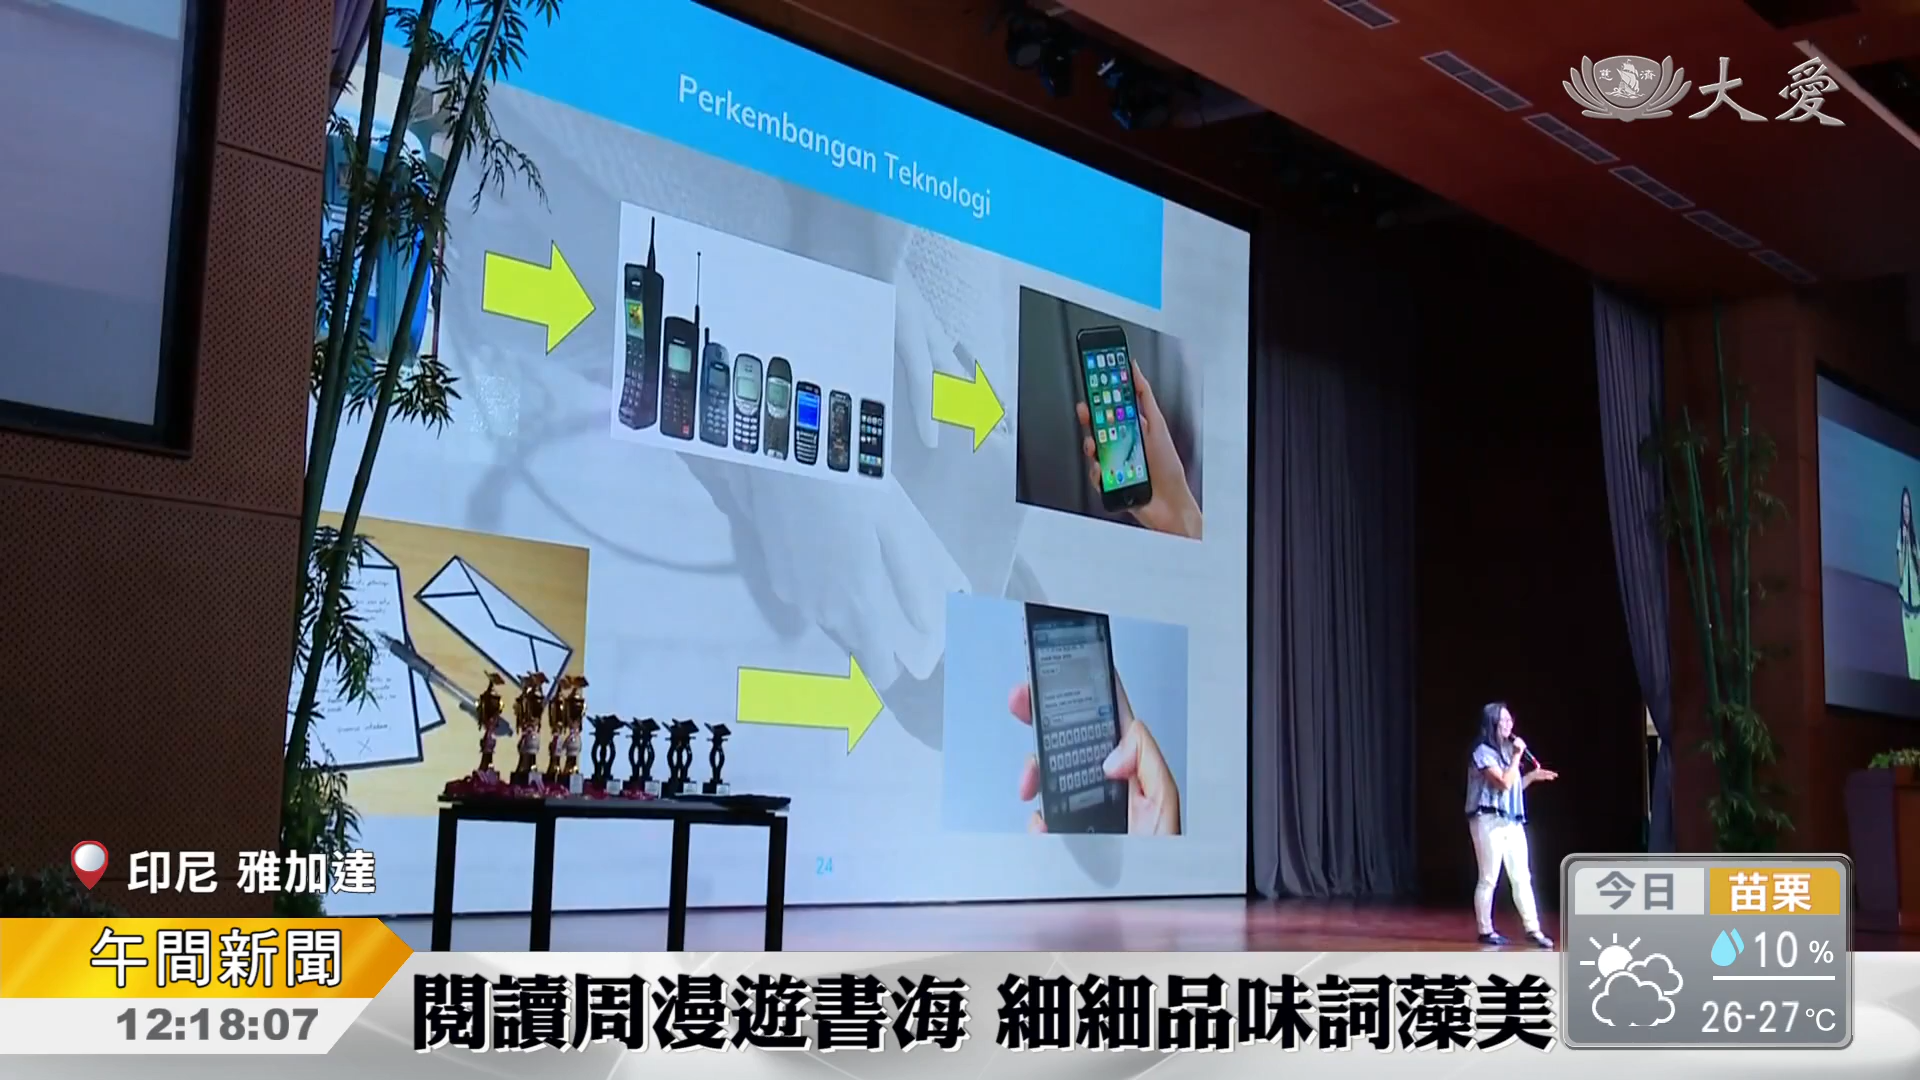 慈濟 大愛
Perkembangan Teknologi
24
印尼 雅加達
午間新聞
12:18:07
閱讀周漫遊書海 細細品味詞藻美
今日 苗栗
10 %
26-27°C